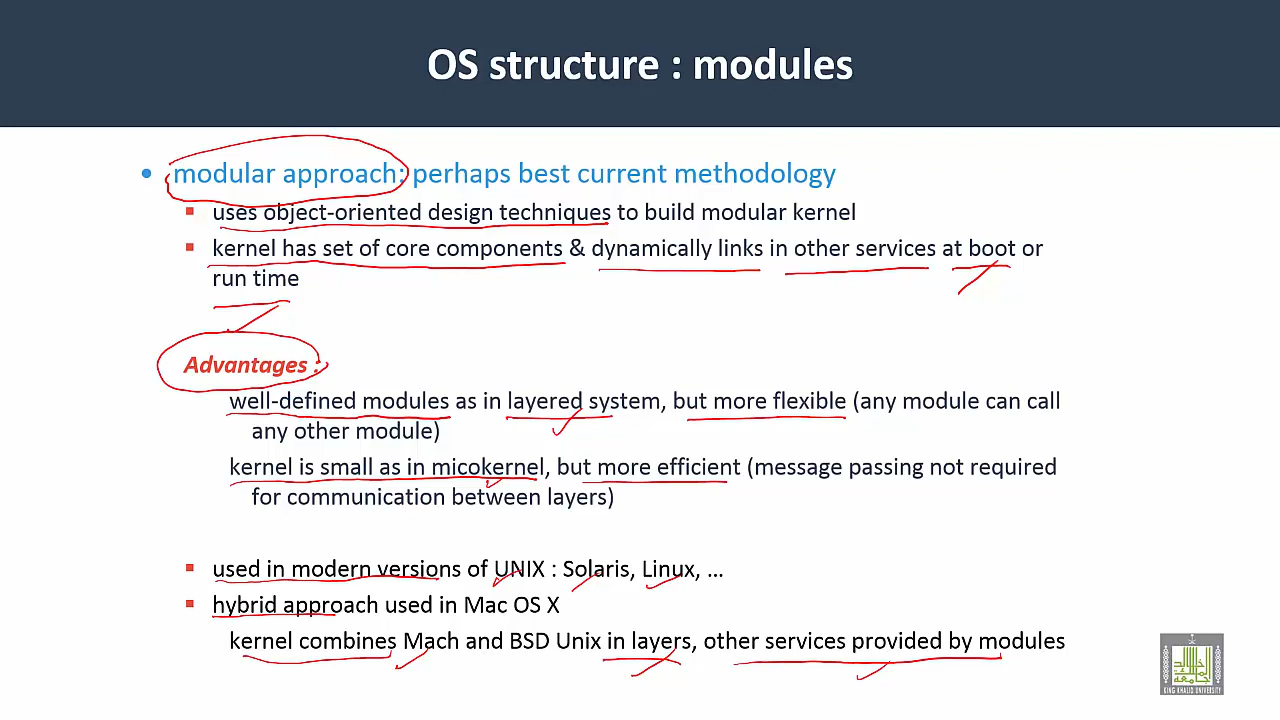 OS structure : modules
• modular approach: perhaps best current methodology
▪ uses object-oriented design techniques to build modular kernel
▪ kernel has set of core components & dynamically links in other services at boot or
run time
Advantages :
well-defined modules as in layered system, but more flexible (any module can call
any other module)
kernel is small as in micokernel, but more efficient (message passing not required
for communication between layers)
▪ used in modern versions of UNIX : Solaris, Linux, ...
▪ hybrid approach used in Mac OS X
kernel combines Mach and BSD Unix in layers, other services provided by modules
KING KHALID UNIVERSITY